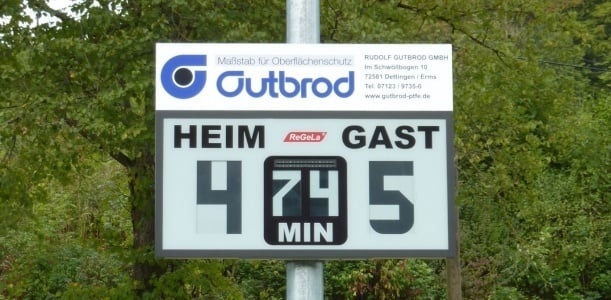 Maßstab für Oberflächenschutz
Gutbrod
RUDOLF GUTBROD GMBH
Im Schwöllbogen 10
72581 Dettingen / Erms
Tel: 07123 / 9735-0
www.gutbrod-ptfe.de
HEIM ReGeLa GAST
4 74 5
MIN